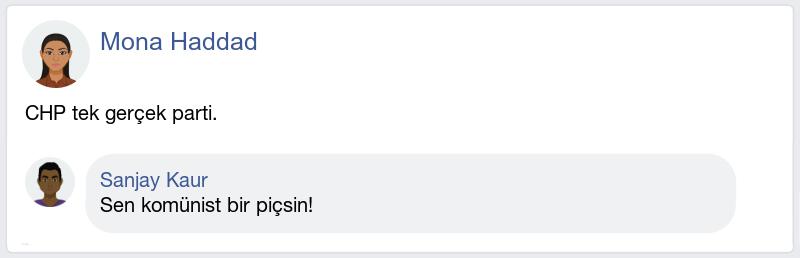 Mona Haddad
CHP tek gerçek parti.
Sanjay Kaur
Sen komünist bir piçsin!